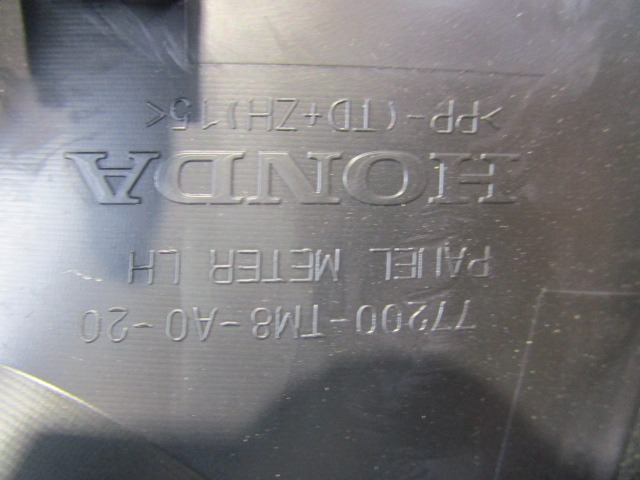 77200-TM8-A0-20
PANEL METER LH
HONDA
>PP-(TD+ZH)15<